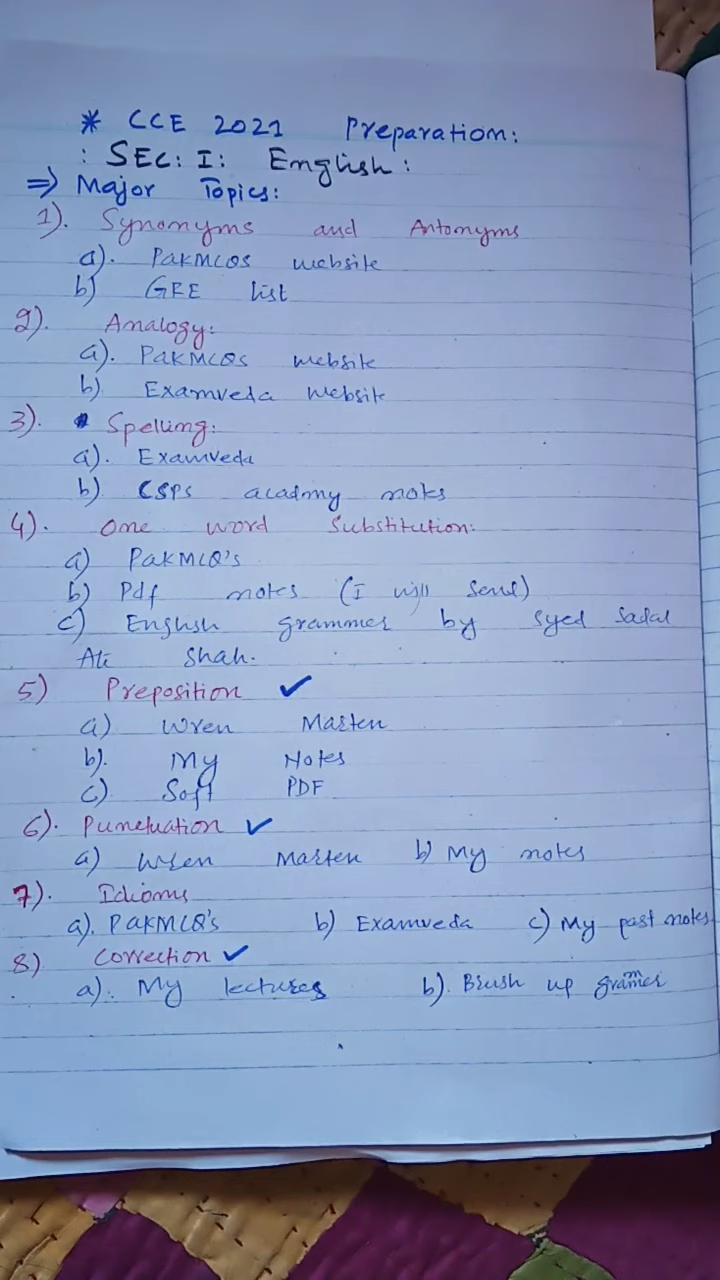 * CCE 2021 Preparation:
: SEC: I: English:
⇒ Major Topics:
1). Synonyms and Antonyms
a). PakMCQs website
b) GRE list
2). Analogy:
a). PakMCQs website
b). Examveda website
3). Spelling:
a). Examveda
b) CSPs acadmy notes
4). One word Substitution:
a) PakMCQ's
b) Pdf notes (I will send)
c) English grammer by Syed Sadal
Ali Shah.
5) Preposition ✓
a) Wren Marten
b). My Notes
c). Soft PDF
6). Punctuation ✓
a) Wren Marten b) My notes
7). Idioms
a). PakMCQ's b) Examveda c) My past notes
8) Correction ✓
a). My lectures b). Brush up grammer